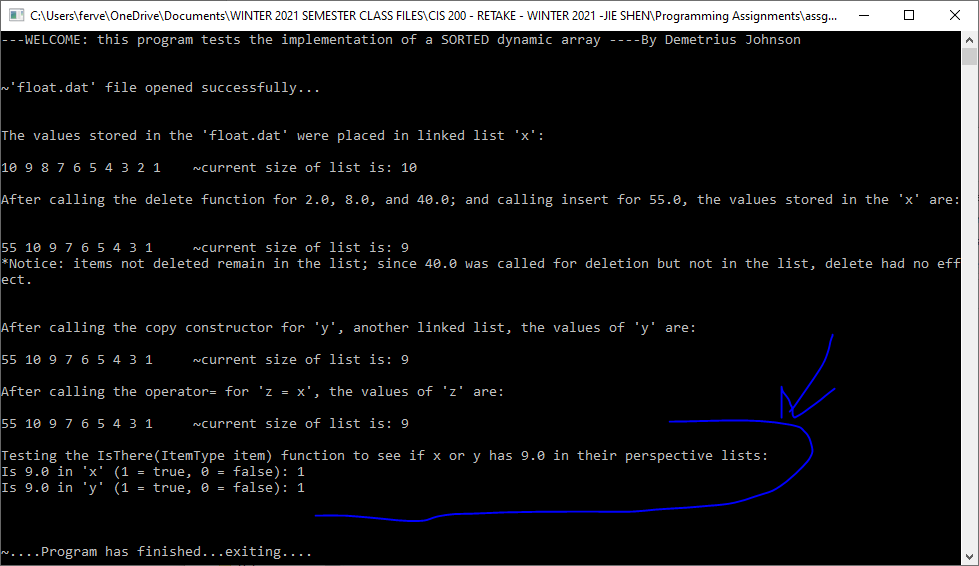 C:\Users\ferve\OneDrive\Documents\WINTER 2021 SEMESTER CLASS FILES\CIS 200 - RETAKE - WINTER 2021 -JIE SHEN\Programming Assignments\assg...
---WELCOME: this program tests the implementation of a SORTED dynamic array ----By Demetrius Johnson
~'float.dat' file opened successfully...
The values stored in the 'float.dat' were placed in linked list 'x':
10 9 8 7 6 5 4 3 2 1    ~current size of list is: 10
After calling the delete function for 2.0, 8.0, and 40.0; and calling insert for 55.0, the values stored in the 'x' are:
55 10 9 7 6 5 4 3 1     ~current size of list is: 9
*Notice: items not deleted remain in the list; since 40.0 was called for deletion but not in the list, delete had no eff
ect.
After calling the copy constructor for 'y', another linked list, the values of 'y' are:
55 10 9 7 6 5 4 3 1     ~current size of list is: 9
After calling the operator= for 'z = x', the values of 'z' are:
55 10 9 7 6 5 4 3 1     ~current size of list is: 9
Testing the IsThere(ItemType item) function to see if x or y has 9.0 in their perspective lists:
Is 9.0 in 'x' (1 = true, 0 = false): 1
Is 9.0 in 'y' (1 = true, 0 = false): 1
~....Program has finished...exiting....